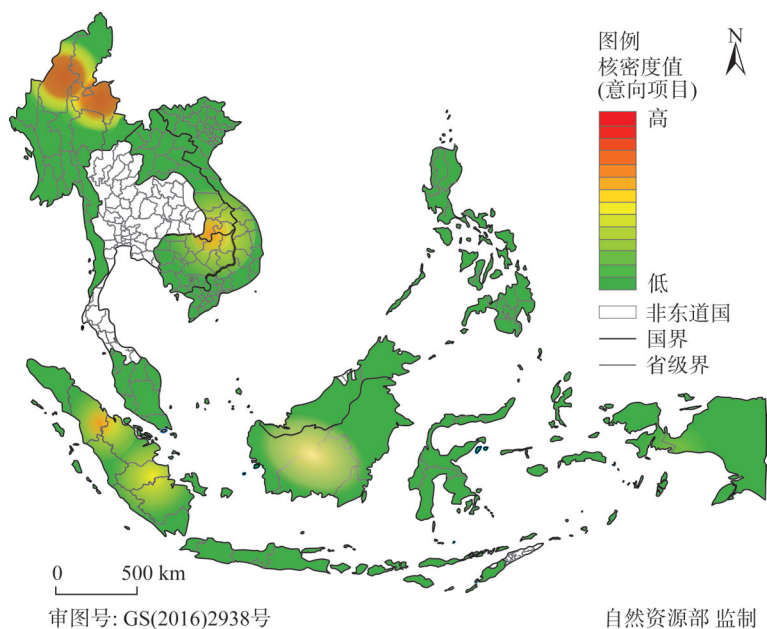 图例
核密度值
(意向项目)
高
低
非东道国
国界
省级界
N
0 500 km
审图号: GS(2016)2938号
自然资源部 监制